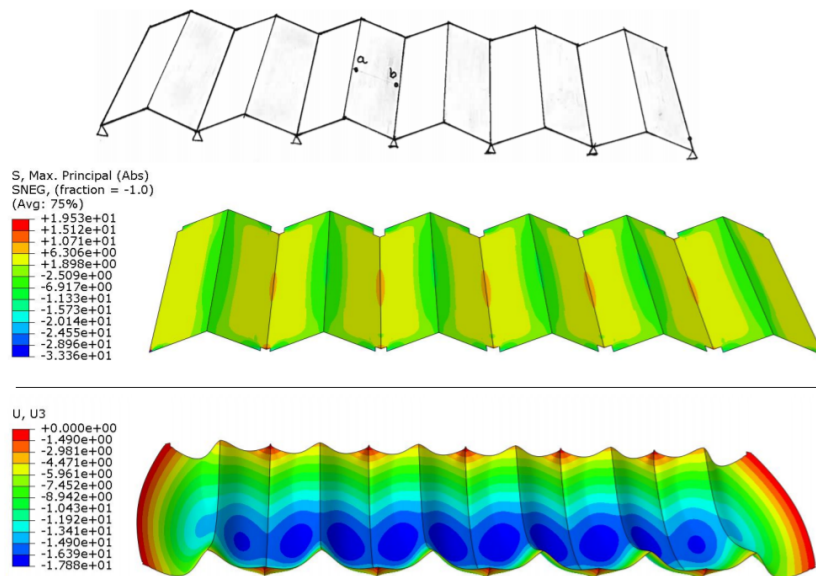 a
b
S, Max. Principal (Abs)
SNEG, (fraction = -1.0)
(Avg: 75%)
+1.953e+01
+1.512e+01
+1.071e+01
+6.306e+00
+1.898e+00
-2.509e+00
-6.917e+00
-1.133e+01
-1.573e+01
-2.014e+01
-2.455e+01
-2.896e+01
-3.336e+01
U, U3
+0.000e+00
-1.490e+00
-2.981e+00
-4.471e+00
-5.961e+00
-7.452e+00
-8.942e+00
-1.043e+01
-1.192e+01
-1.341e+01
-1.490e+01
-1.639e+01
-1.788e+01